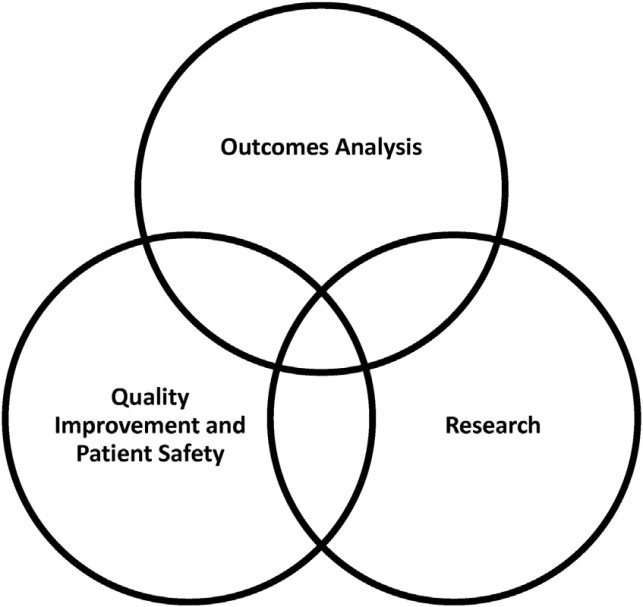 Outcomes Analysis
Quality
Improvement and
Patient Safety
Research